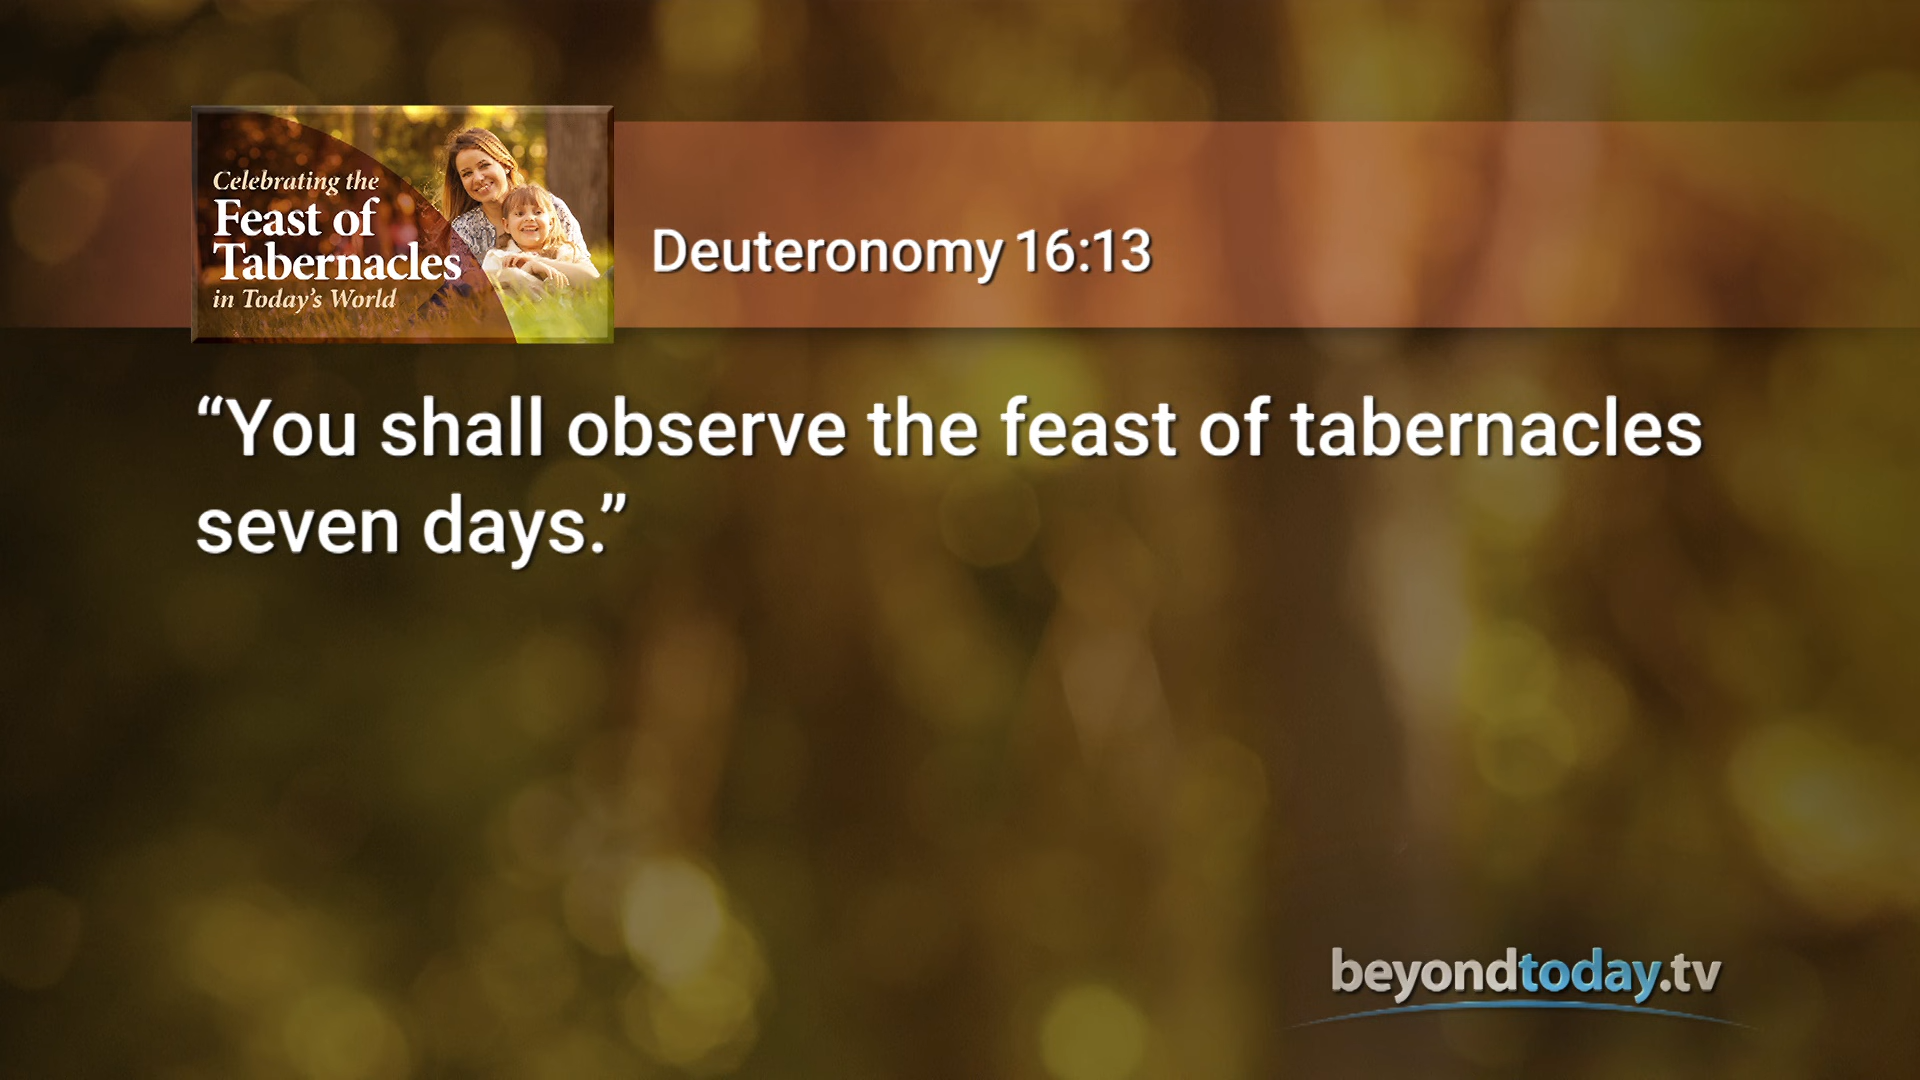 Celebrating the
Feast of
Tabernacles
in Today's World
Deuteronomy 16:13
“You shall observe the feast of tabernacles
seven days.”
beyondtoday.tv